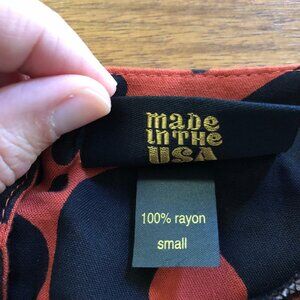 made
in THE
USA
100% rayon
small